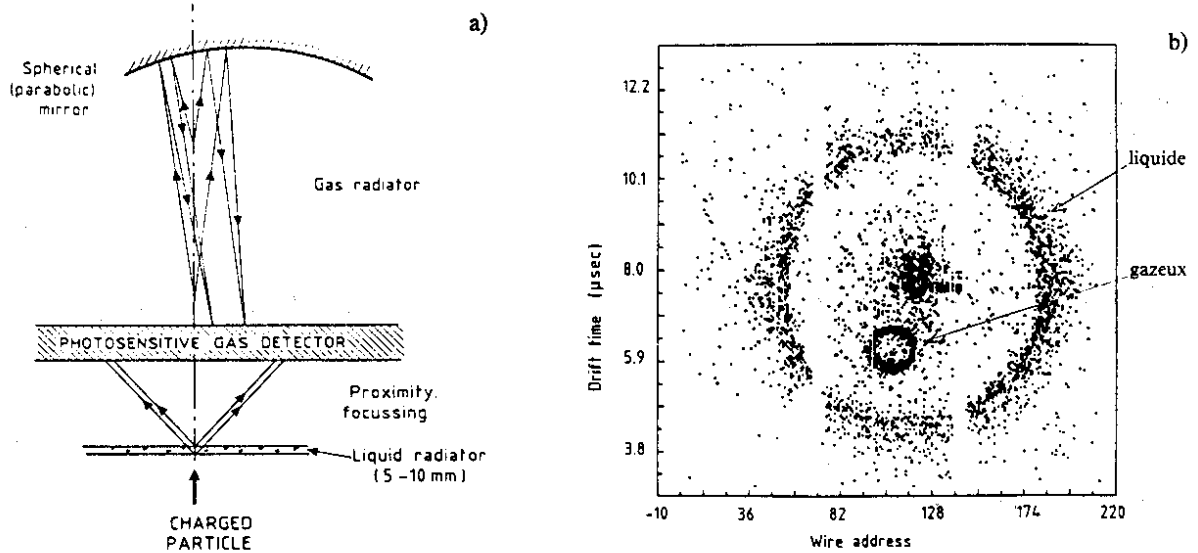 a)
Spherical
(parabolic)
mirror
Gas radiator
PHOTOSENSITIVE GAS DETECTOR
Proximity.
focussing
Liquid radiator
(5-10mm)
CHARGED
PARTICLE
b)
12.2
10.1
8.0
5.9
3.8
Drift time (μsec)
-10 36 82 128 174 220
Wire address
liquide
gazeux